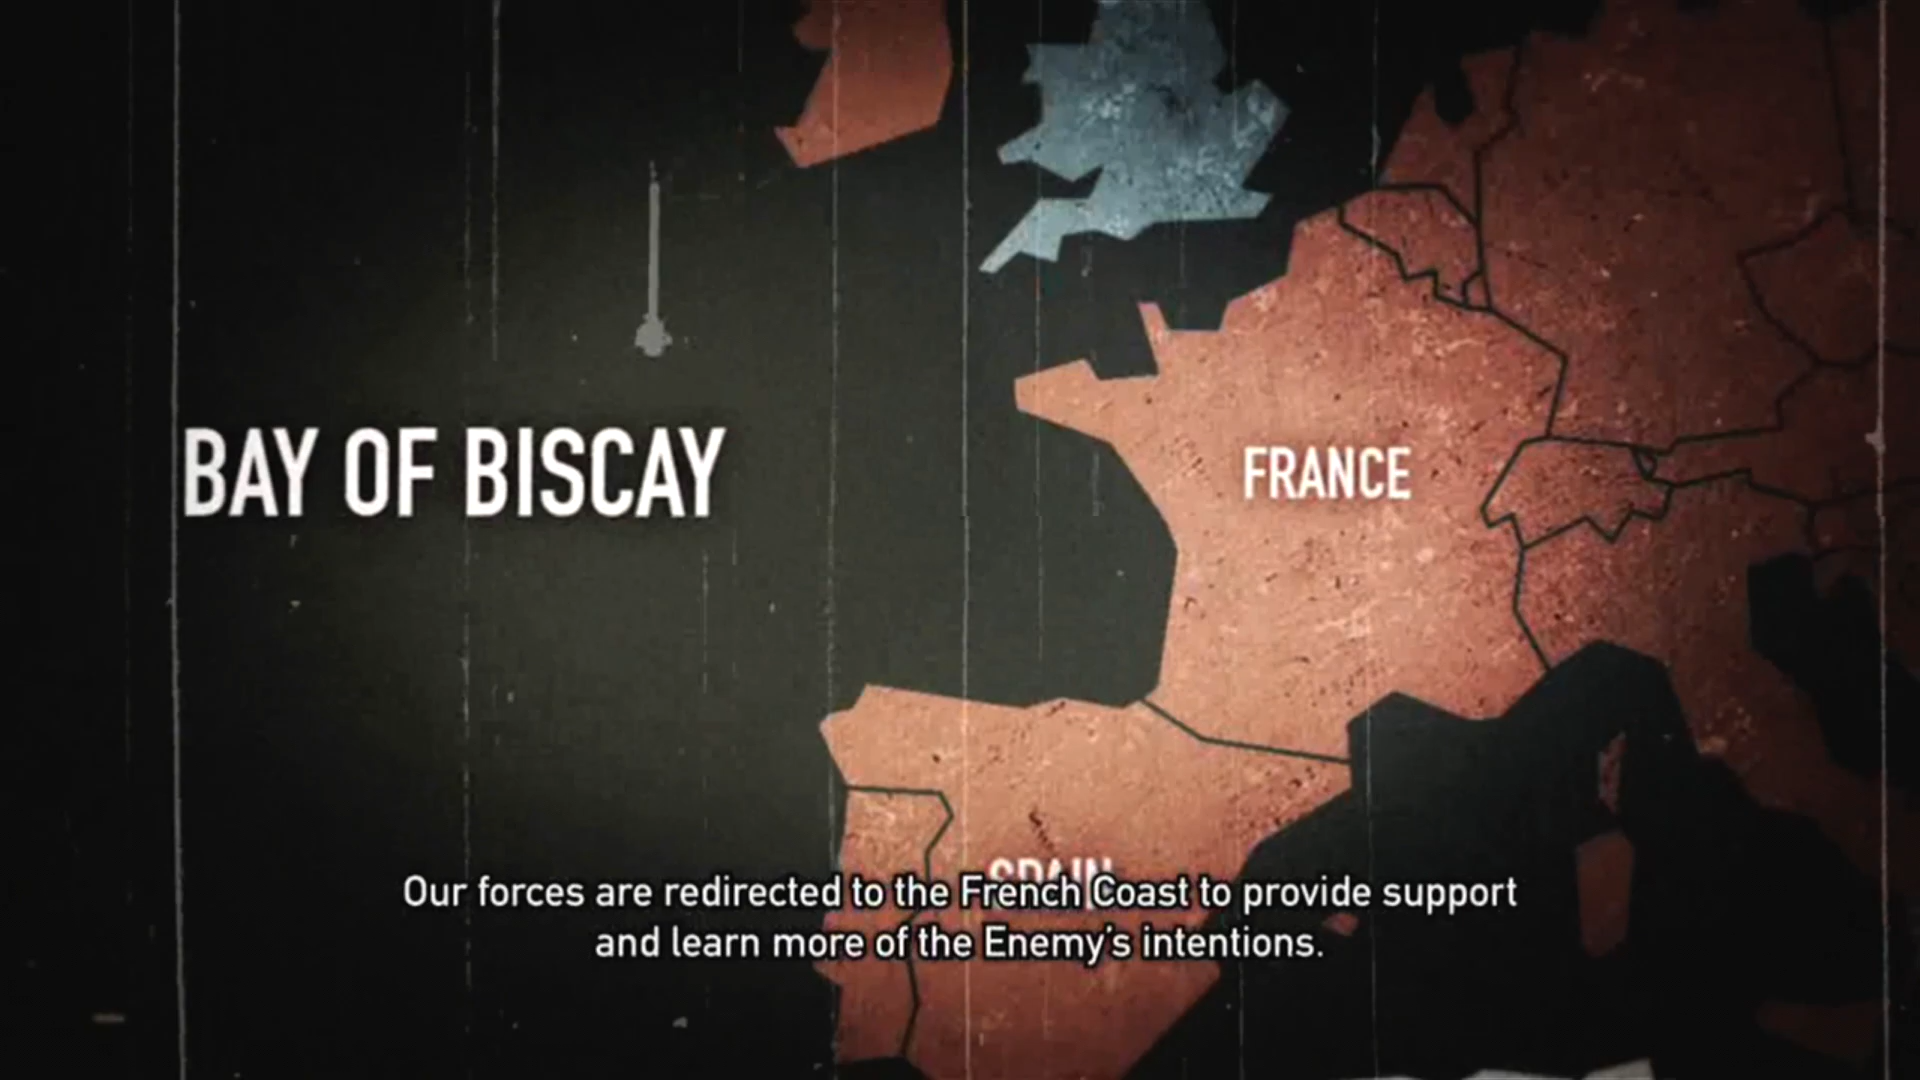 BAY OF BISCAY
FRANCE
SPAIN
Our forces are redirected to the French Coast to provide support
and learn more of the Enemy's intentions.